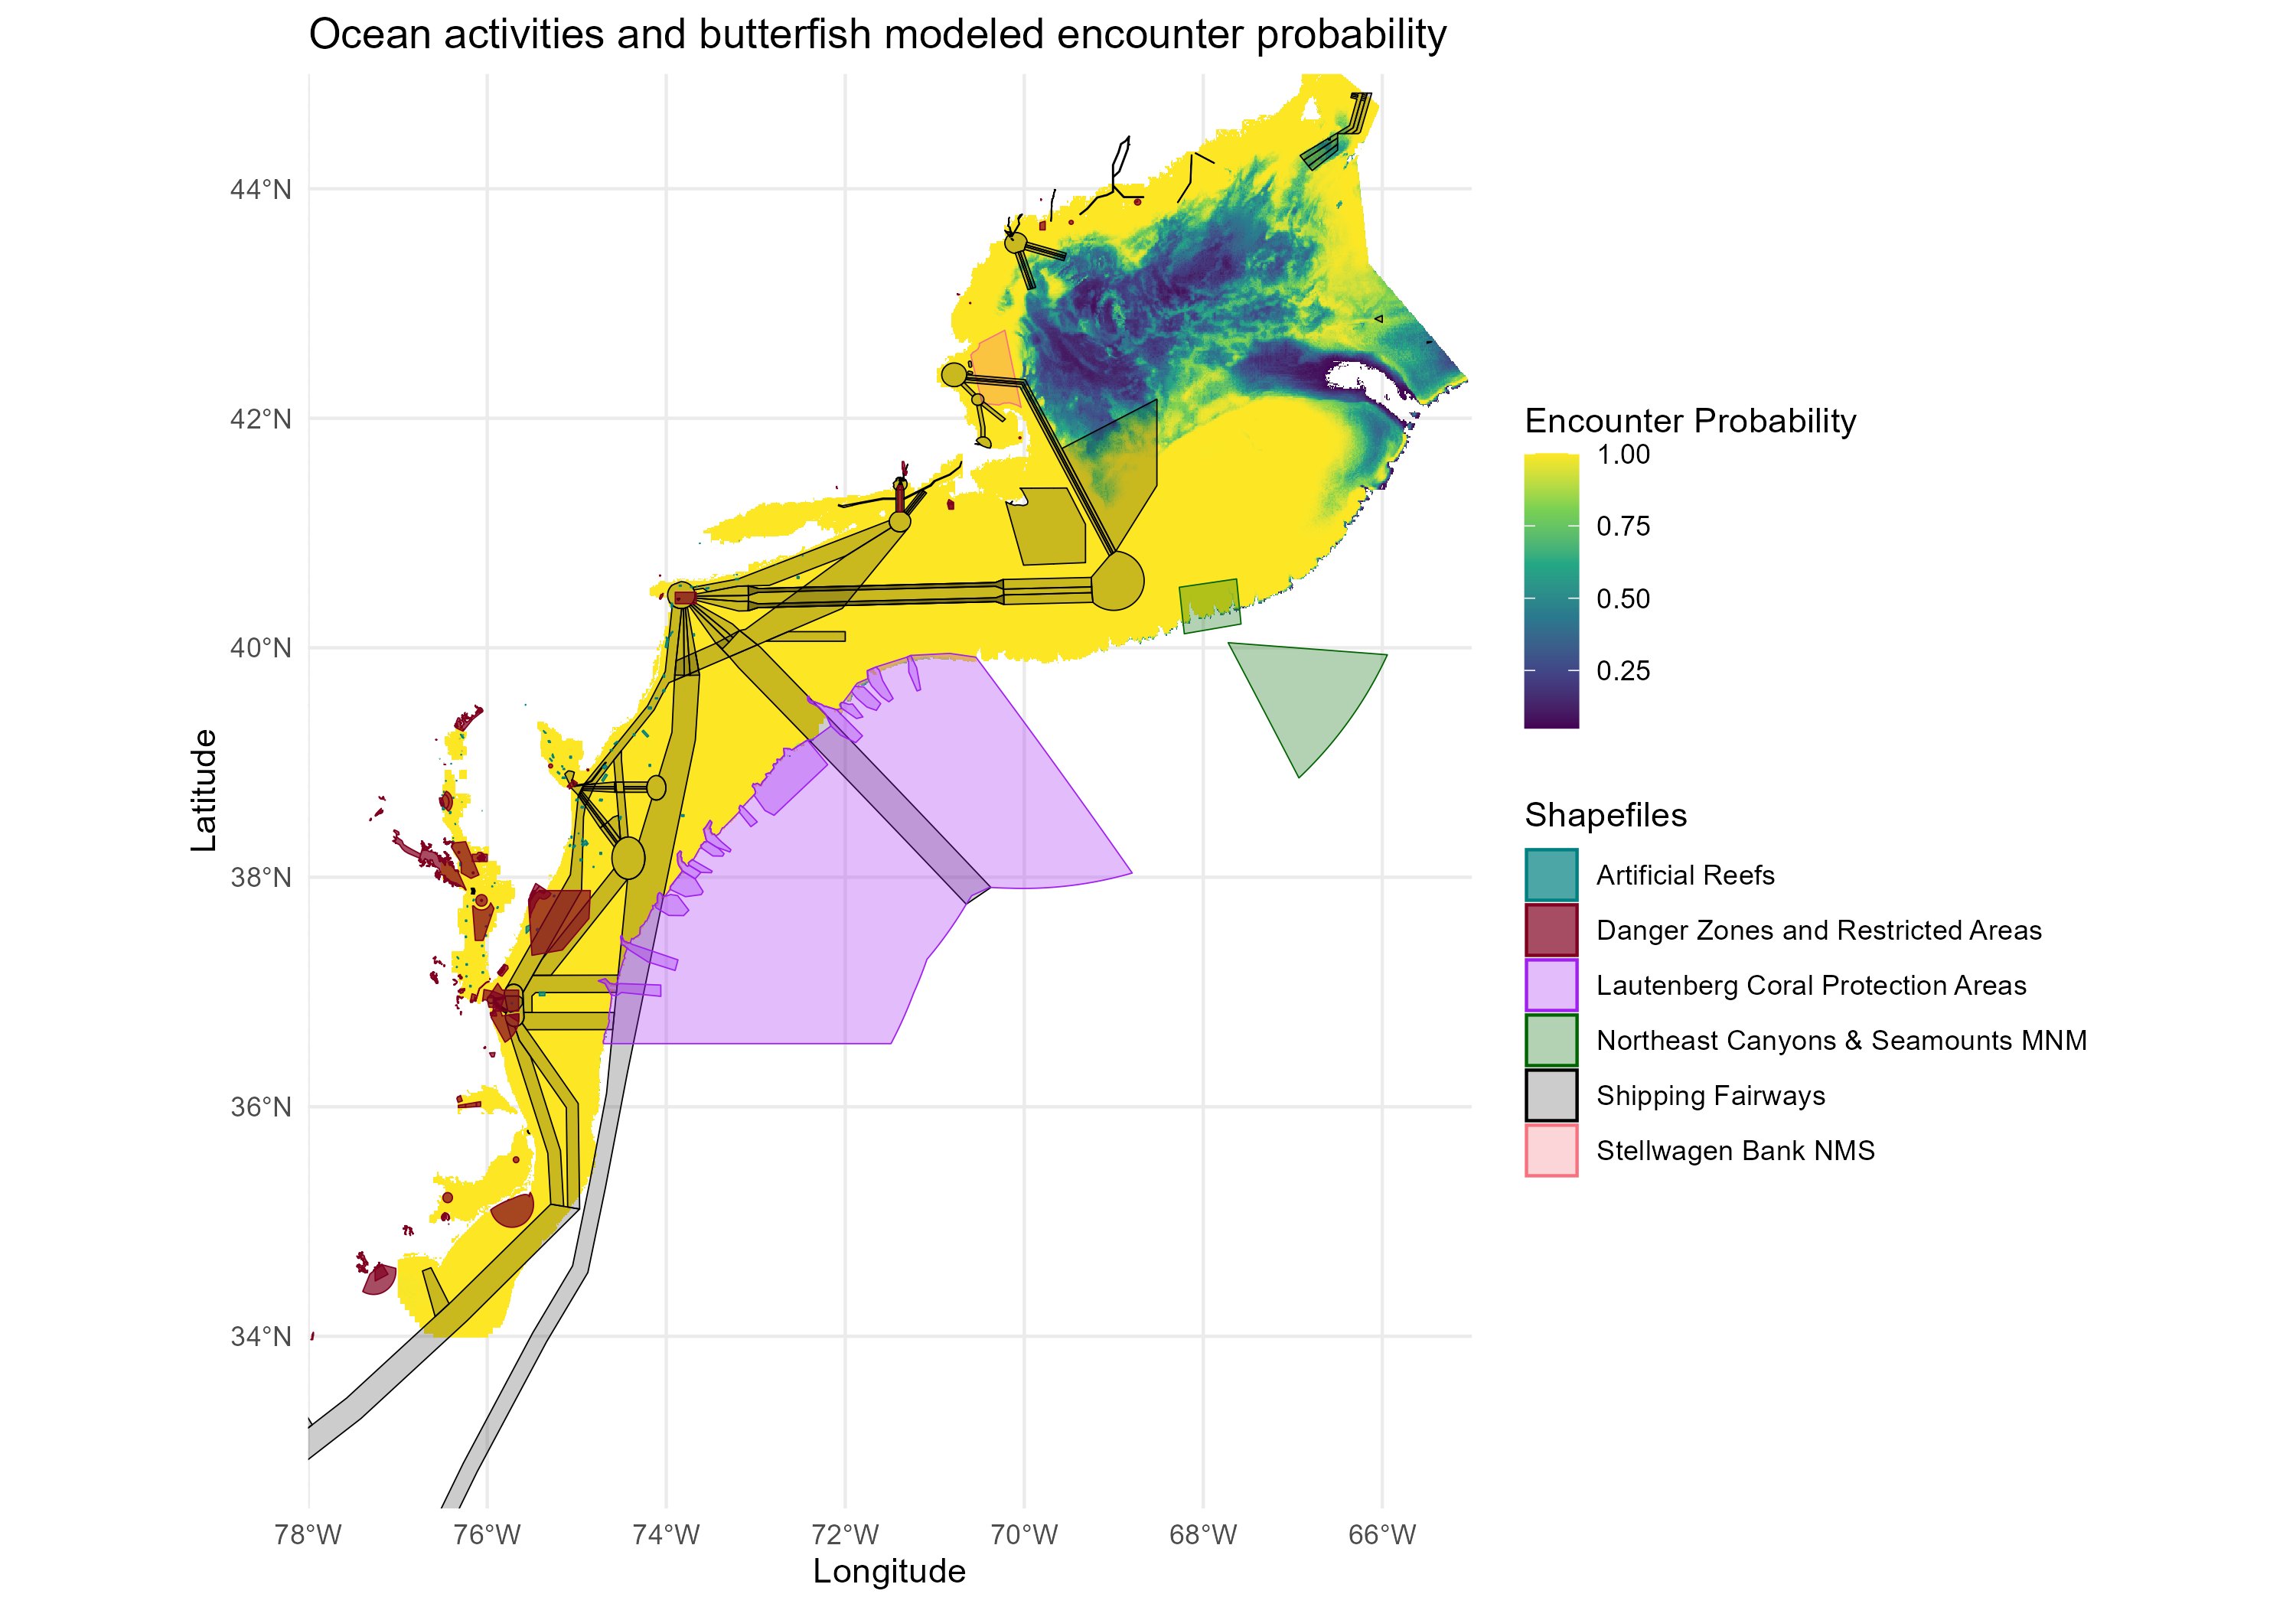 Ocean activities and butterfish modeled encounter probability
44°N
42°N
40°N
38°N
36°N
34°N
Latitude
78°W
76°W
74°W
72°W
70°W
68°W
66°W
Longitude
Encounter Probability
1.00
0.75
0.50
0.25
Shapefiles
Artificial Reefs
Danger Zones and Restricted Areas
Lautenberg Coral Protection Areas
Northeast Canyons & Seamounts MNM
Shipping Fairways
Stellwagen Bank NMS